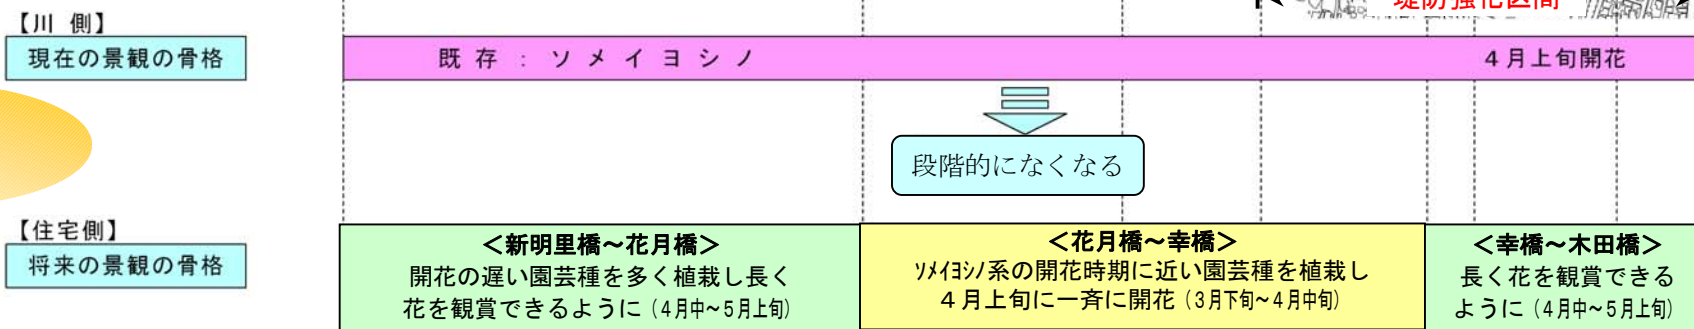 堤防強化区間
【川 側】
現在の景観の骨格
既 存 : ソ メ イ ヨ シ ノ
４月上旬開花
段階的になくなる
【住宅側】
将来の景観の骨格
＜新明里橋～花月橋＞
開花の遅い園芸種を多く植栽し長く
花を観賞できるように（4月中～5月上旬）
＜花月橋～幸橋＞
ｿﾒｲﾖｼﾉ系の開花時期に近い園芸種を植栽し
４月上旬に一斉に開花（3月下旬～4月中旬）
＜幸橋～木田橋＞
長く花を観賞できる
ように（4月中～5月上旬）